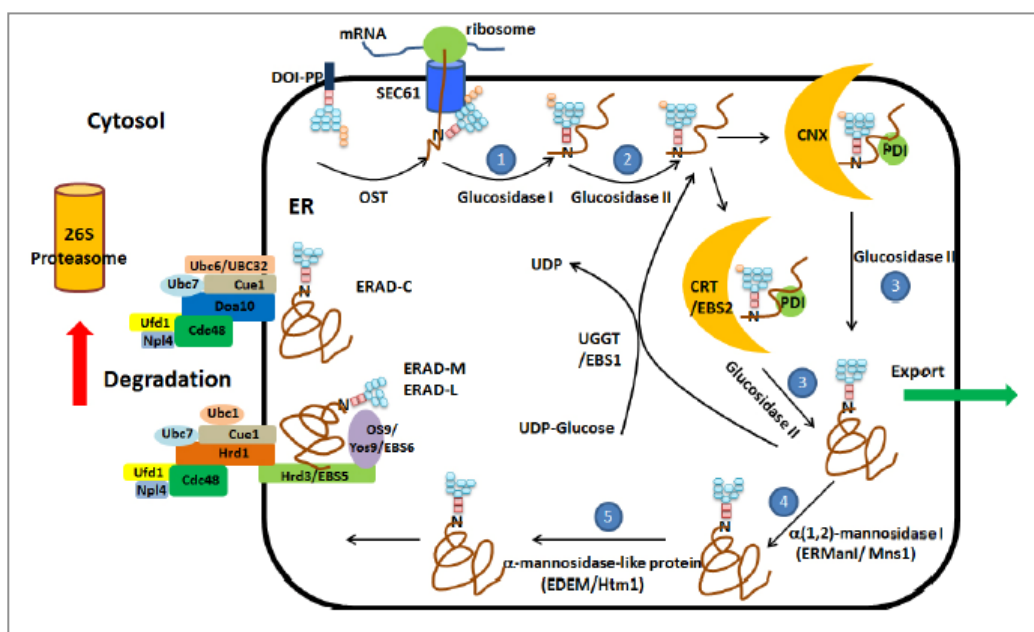 mRNA
ribosome
DOI-PP
SEC61
Cytosol
CNX
PDI
N
N
N
1
2
OST
Glucosidase I
Glucosidase II
ER
26S
Proteasome
Ubc6/UBC32
Ubc7
Cue1
Doa10
Ufd1
Npl4
Cdc48
N
ERAD-C
UDP
CRT
/EBS2
PDI
Glucosidase II
3
UGGT
/EBS1
Degradation
ERAD-M
ERAD-L
Glucosidase II
3
Export
N
Ubc1
Ubc7
Cue1
Hrd1
N
OS9/
Yos9/EBS6
UDP-Glucose
Ufd1
Npl4
Cdc48
Hrd3/EBS5
N
5
N
4
α(1,2)-mannosidase I
(ERManI/ Mns1)
α-mannosidase-like protein
(EDEM/Htm1)